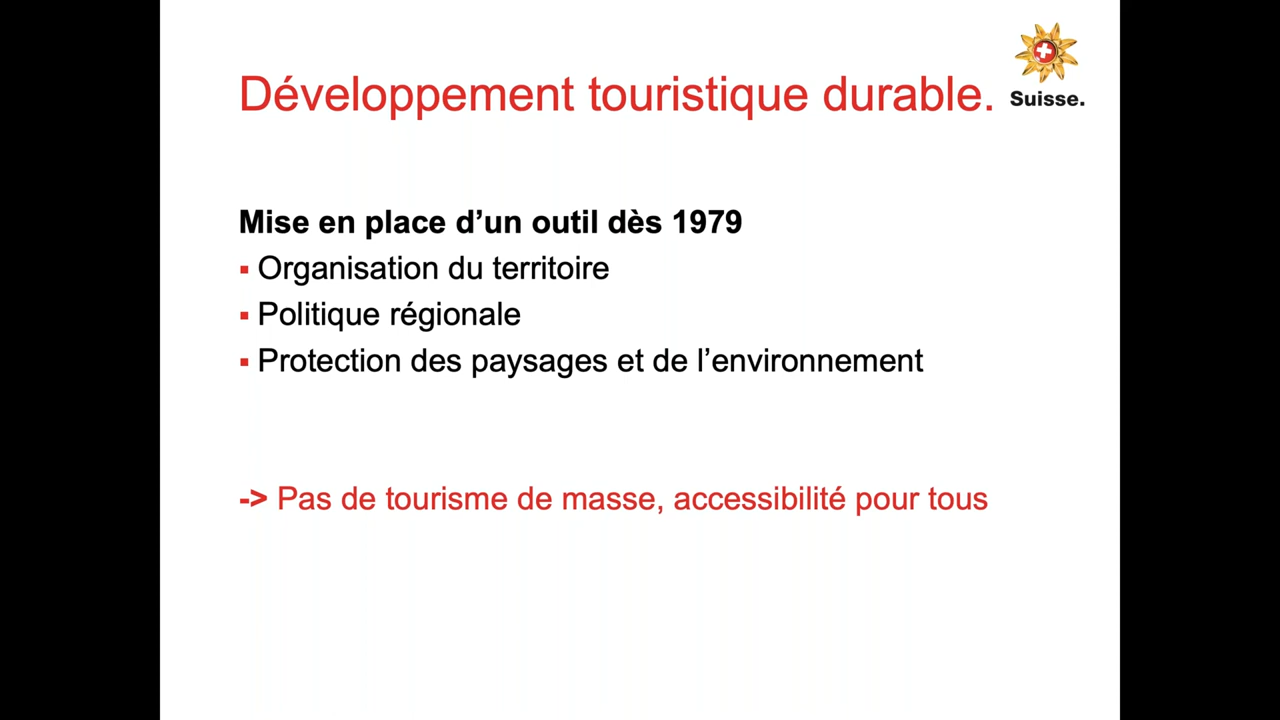 Développement touristique durable.
Suisse.
Mise en place d’un outil dès 1979
▪ Organisation du territoire
▪ Politique régionale
▪ Protection des paysages et de l’environnement
-> Pas de tourisme de masse, accessibilité pour tous